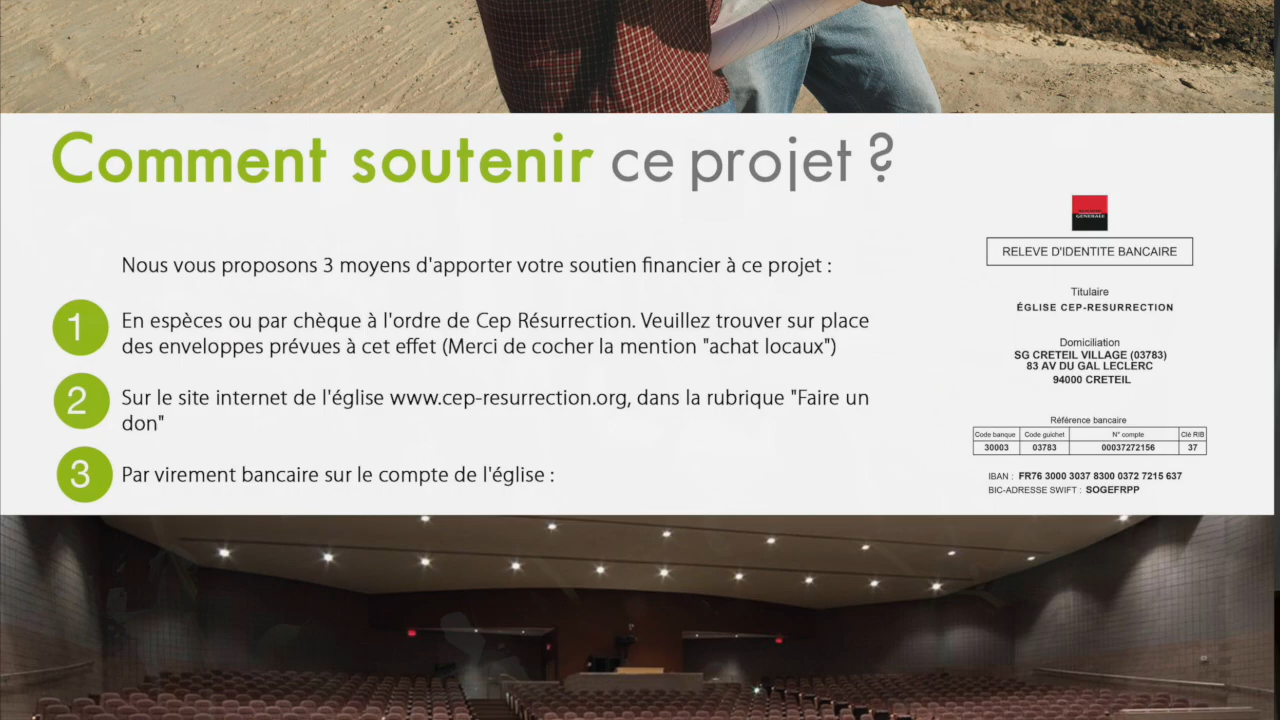 Comment soutenir ce projet ?
Nous vous proposons 3 moyens d'apporter votre soutien financier à ce projet :
1
En espèces ou par chèque à l'ordre de Cep Résurrection. Veuillez trouver sur place
des enveloppes prévues à cet effet (Merci de cocher la mention "achat locaux")
2
Sur le site internet de l'église www.cep-resurrection.org, dans la rubrique "Faire un
don"
3
Par virement bancaire sur le compte de l'église :
GENERALE
RELEVE D'IDENTITE BANCAIRE
Titulaire
ÉGLISE CEP-RESURRECTION
Domiciliation
SG CRETEIL VILLAGE (03783)
83 AV DU GAL LECLERC
94000 CRETEIL
Référence bancaire
Code banque Code guichet N° compte Clé RIB
30003 03783 00037272156 37
IBAN : FR76 3000 3037 8300 0372 7215 637
BIC-ADRESSE SWIFT : SOGEFRPP